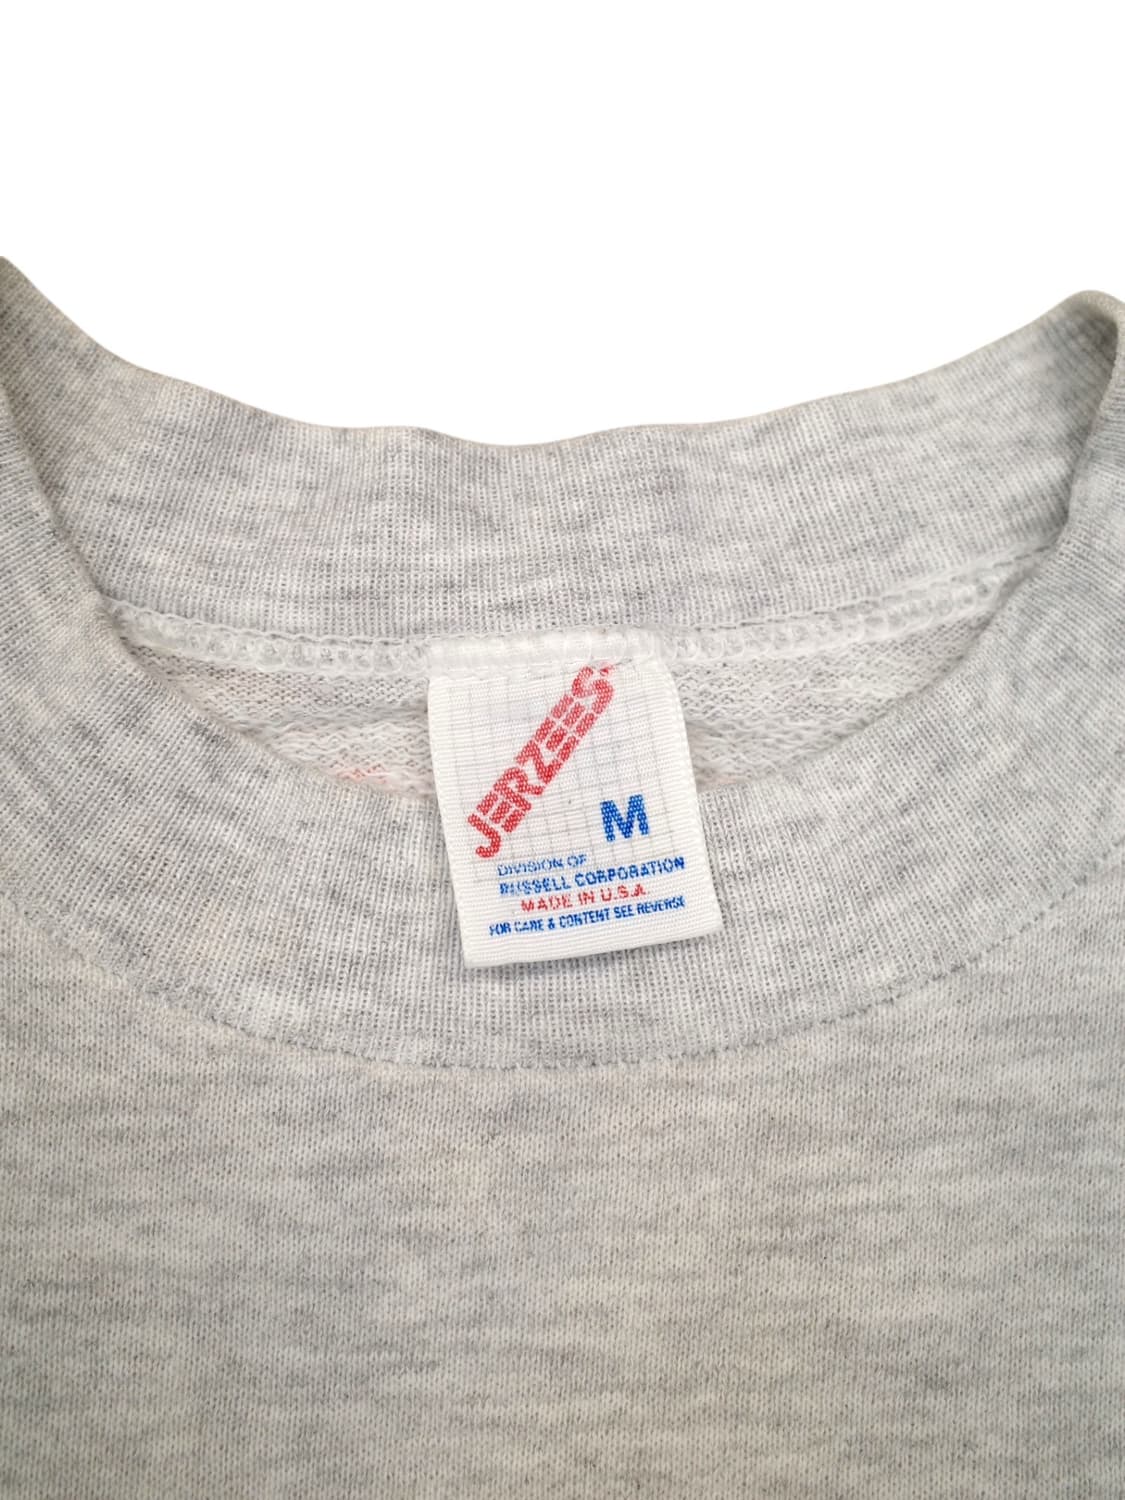 JERZEES
M
DIVISION OF
RUSSELL CORPORATION
MADE IN U.S.A.
FOR CARE & CONTENT SEE REVERSE